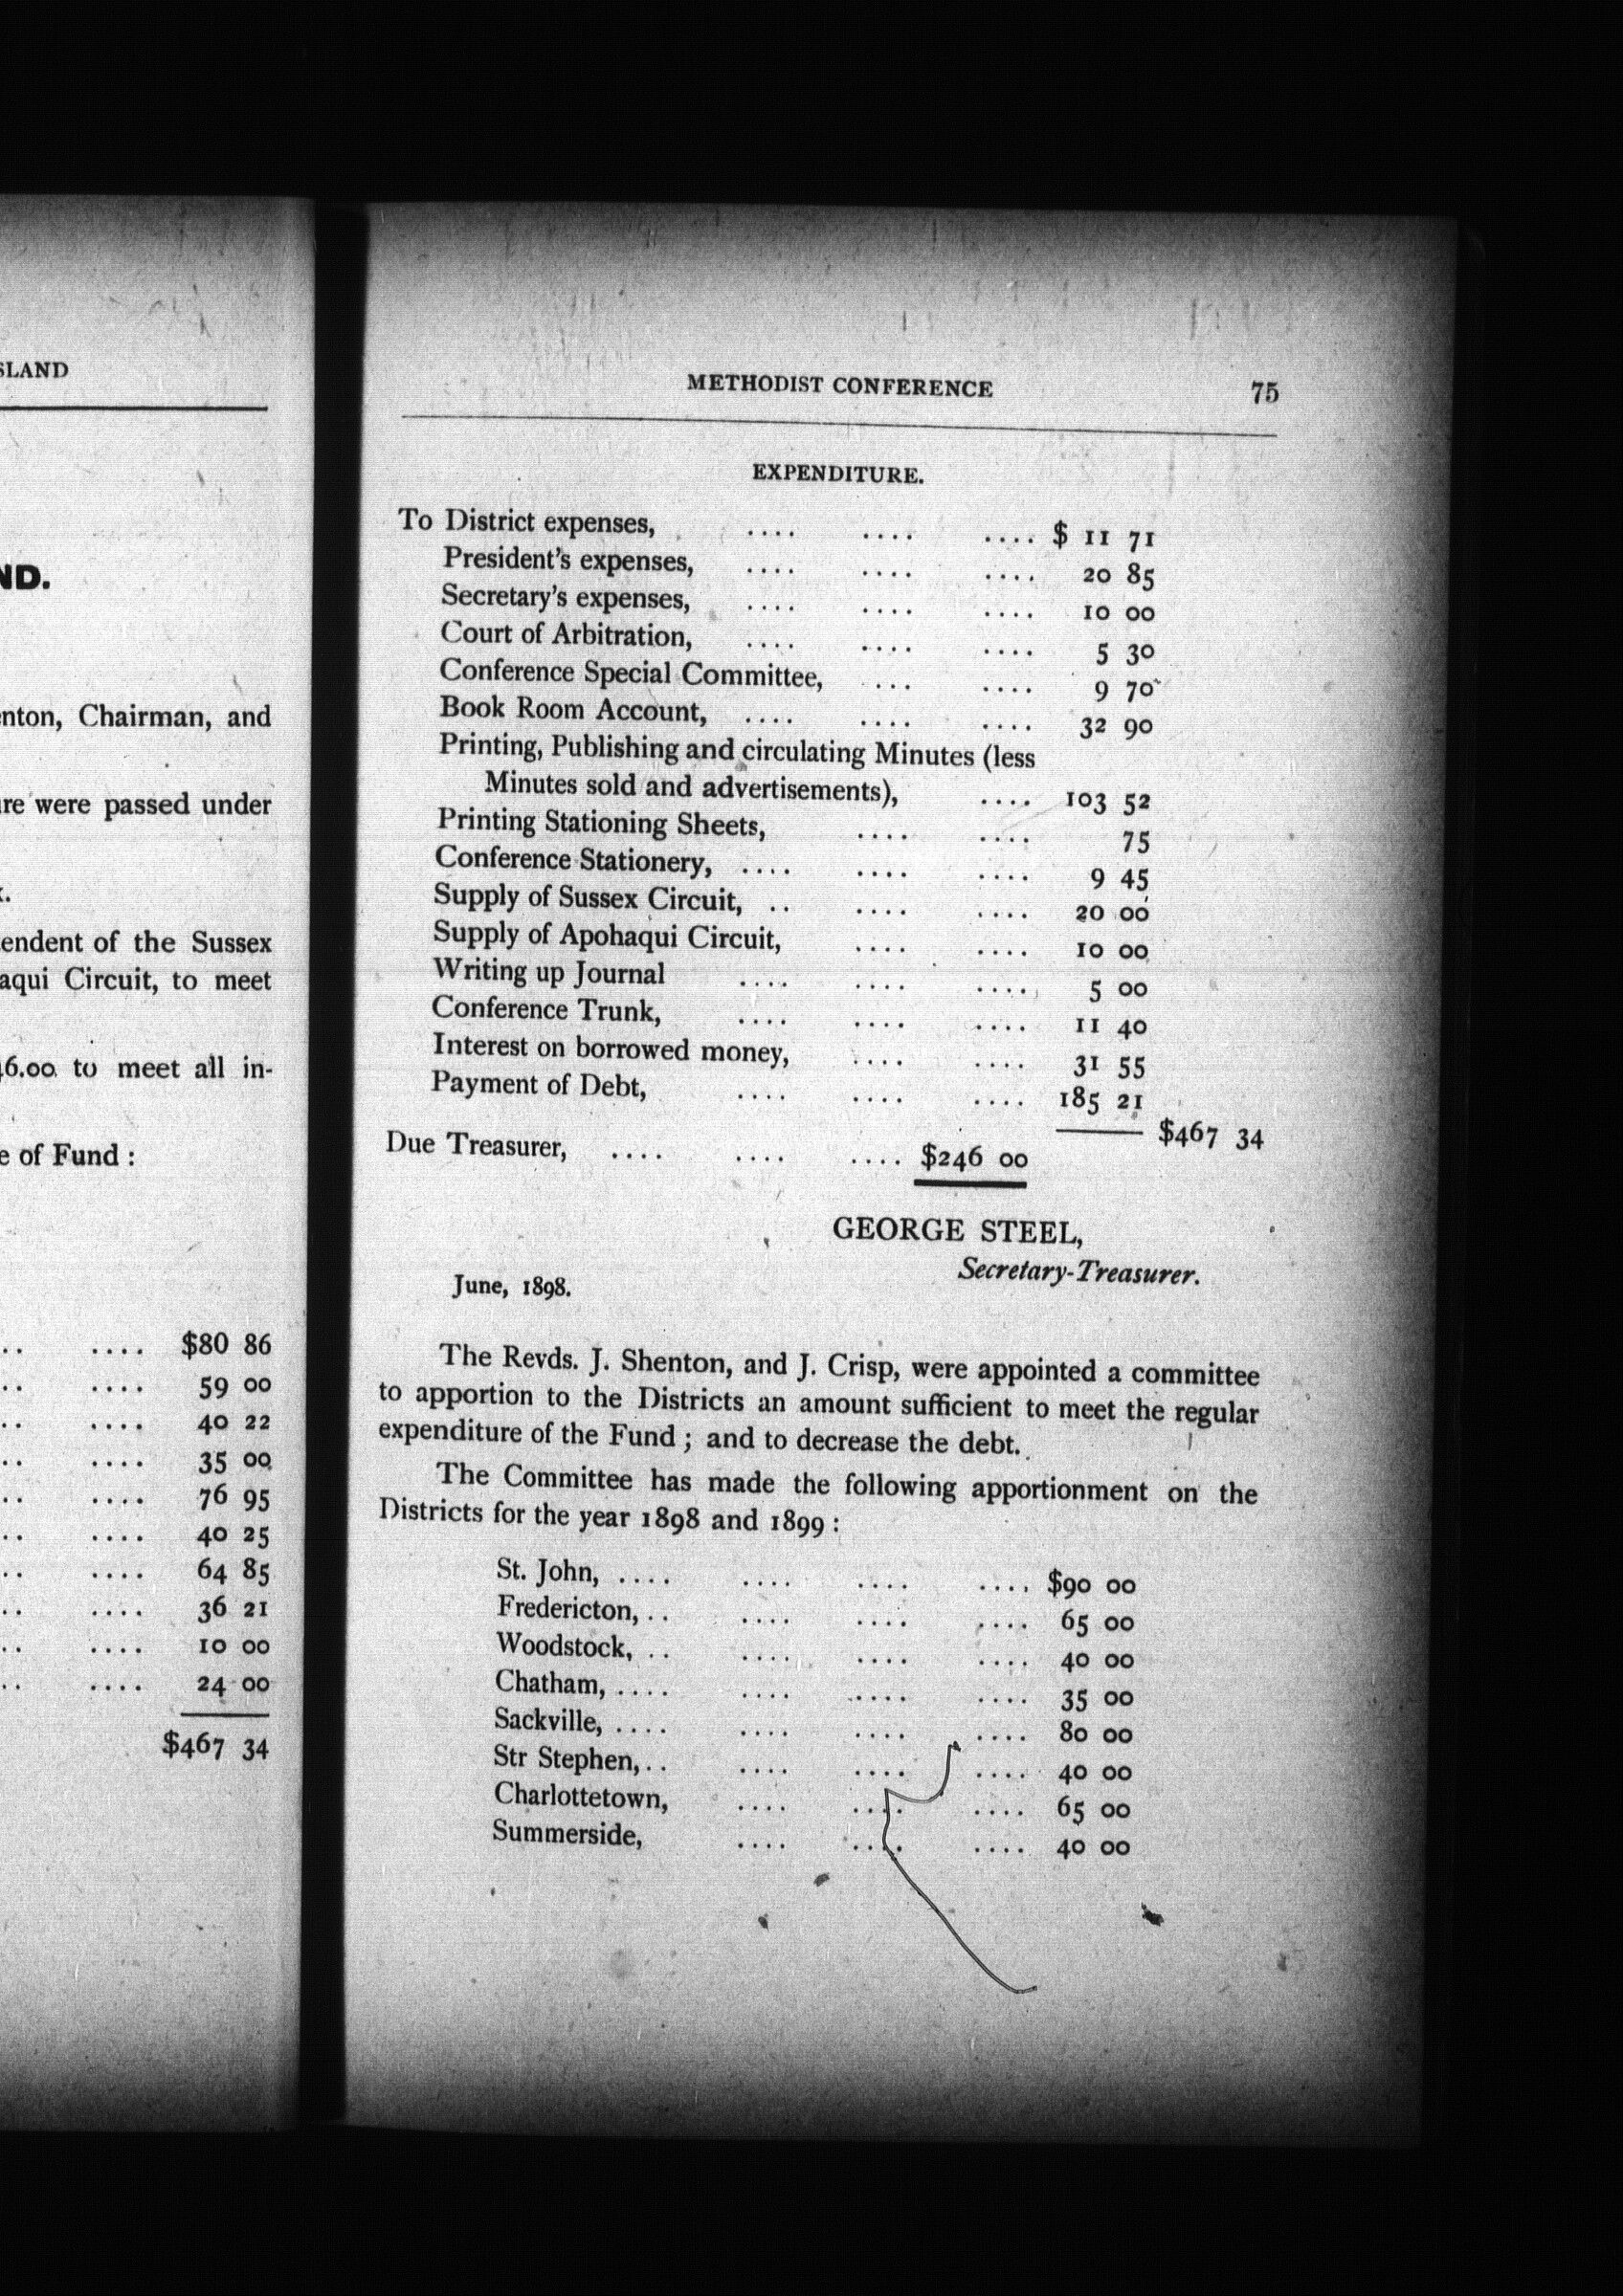 SLAND
ND.
enton, Chairman, and
ure were passed under
tendent of the Sussex
aqui Circuit, to meet
46.00 to meet all in-
e of Fund :
.. .... $80 86
.. .... 59 00
.. .... 40 22
.. .... 35 00
.. .... 76 95
.. .... 40 25
.. .... 64 85
.. .... 36 21
.. .... 10 00
.. .... 24 00
$467 34
METHODIST CONFERENCE 75
EXPENDITURE.
To District expenses, .... .... .... $ 11 71
President's expenses, .... .... .... 20 85
Secretary's expenses, .... .... .... 10 00
Court of Arbitration, .... .... .... 5 30
Conference Special Committee, ... .... 9 70
Book Room Account, .... .... .... 32 90
Printing, Publishing and circulating Minutes (less
Minutes sold and advertisements), .... 103 52
Printing Stationing Sheets, .... .... 75
Conference Stationery, .... .... .... 9 45
Supply of Sussex Circuit, .. .... .... 20 00
Supply of Apohaqui Circuit, .... .... 10 00
Writing up Journal .... .... .... 5 00
Conference Trunk, .... .... .... 11 40
Interest on borrowed money, .... .... 31 55
Payment of Debt, .... .... .... 185 21
$467 34
Due Treasurer, .... .... .... $246 00
GEORGE STEEL,
Secretary-Treasurer.
June, 1898.
The Revds. J. Shenton, and J. Crisp, were appointed a committee
to apportion to the Districts an amount sufficient to meet the regular
expenditure of the Fund ; and to decrease the debt.
The Committee has made the following apportionment on the
Districts for the year 1898 and 1899 :
St. John, .... .... .... .... $90 00
Fredericton, .. .... .... .... 65 00
Woodstock, .. .... .... .... 40 00
Chatham, .... .... .... .... 35 00
Sackville, .... .... .... .... 80 00
Str Stephen, .. .... .... .... 40 00
Charlottetown, .... .... .... 65 00
Summerside, .... .... .... 40 00